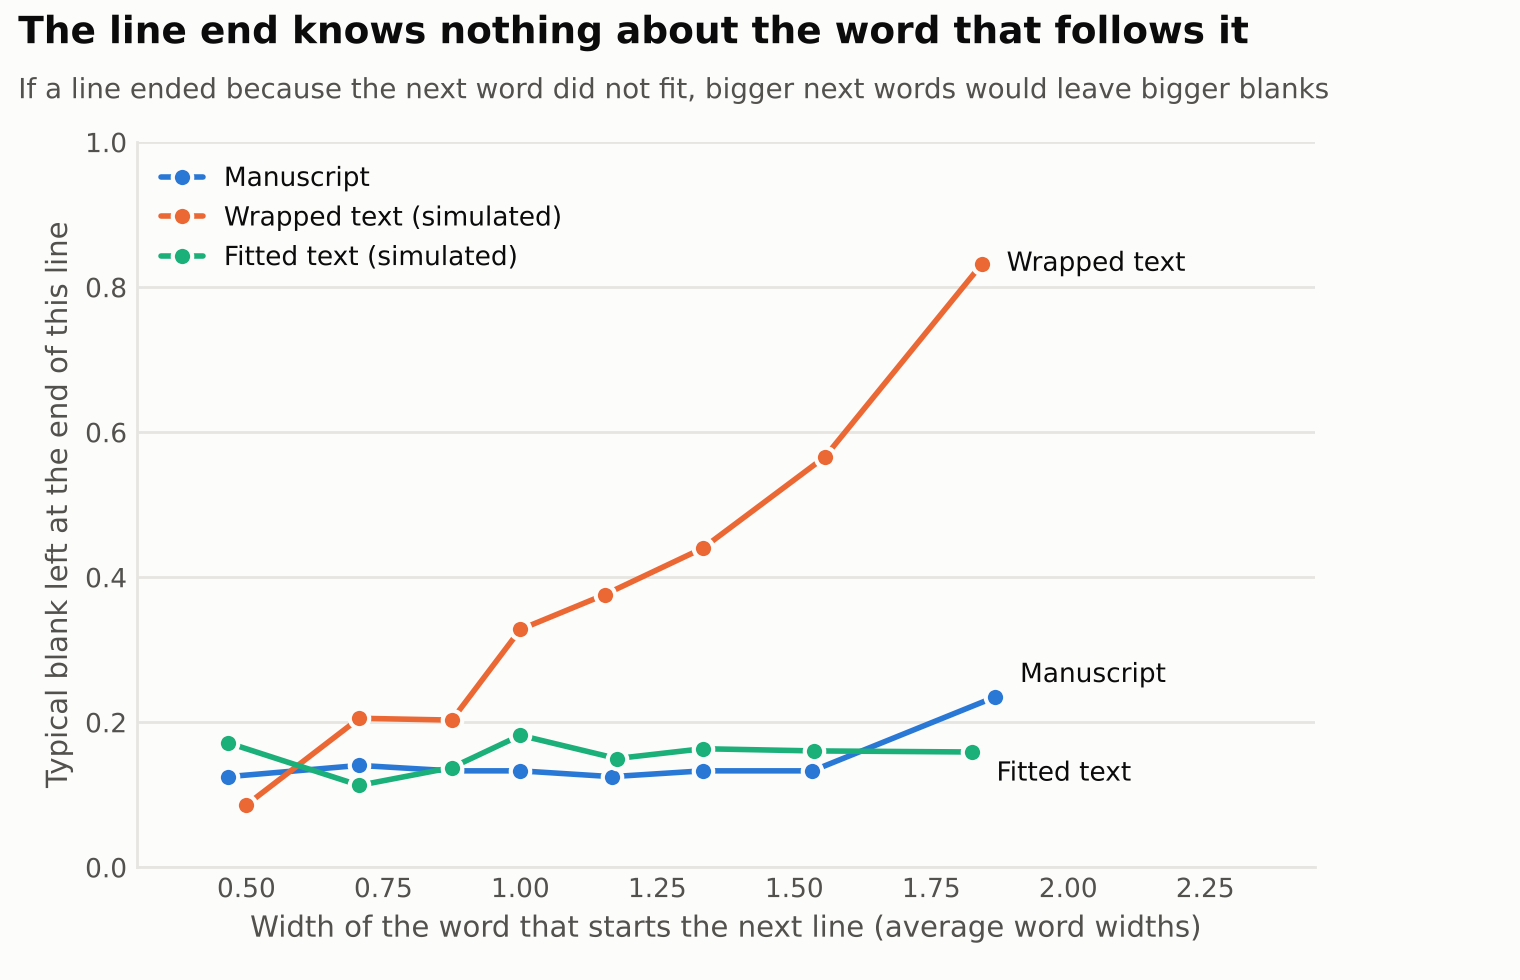 The line end knows nothing about the word that follows it
If a line ended because the next word did not fit, bigger next words would leave bigger blanks
1.0
Manuscript
Wrapped text (simulated)
Fitted text (simulated)
Wrapped text
0.8
0.6
0.4
Manuscript
0.2
Fitted text
0.0
Typical blank left at the end of this line
0.50 0.75 1.00 1.25 1.50 1.75 2.00 2.25
Width of the word that starts the next line (average word widths)